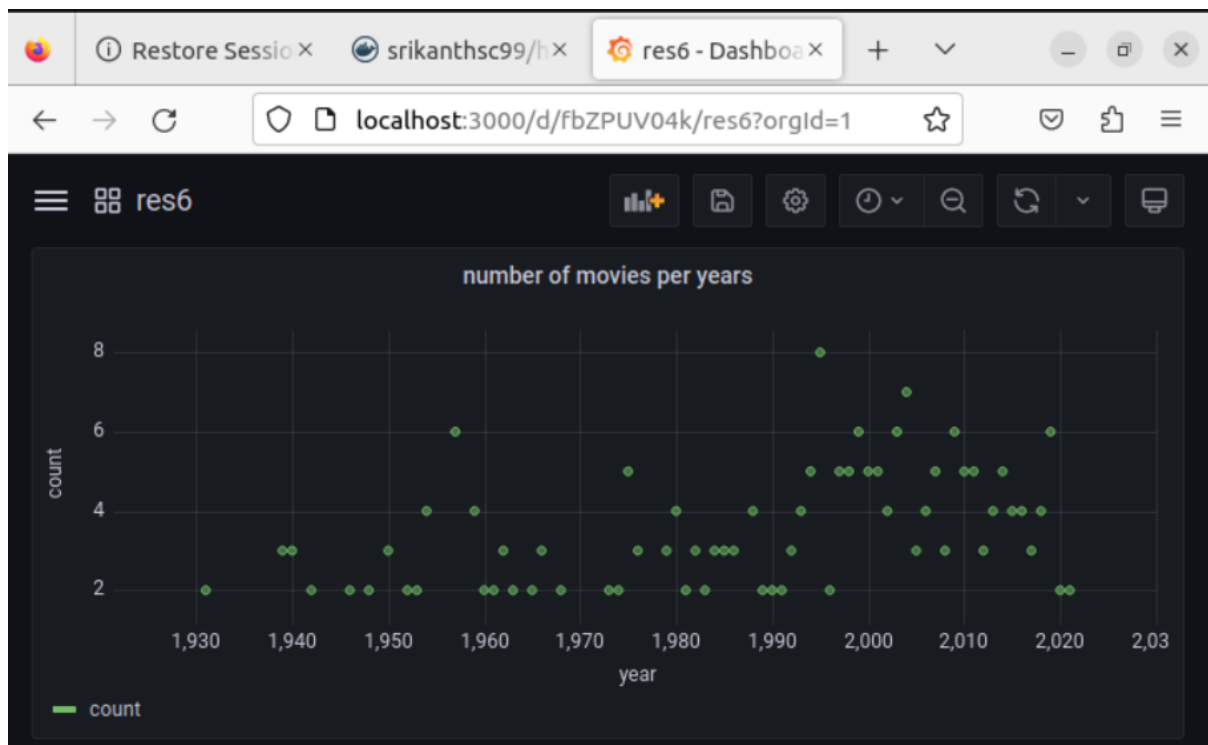 Restore Sessio
srikanthsc99/h
res6 - Dashboa
localhost:3000/d/fbZPUV04k/res6?orgId=1
res6
number of movies per years
8
6
4
2
count
1,930 1,940 1,950 1,960 1,970 1,980 1,990 2,000 2,010 2,020 2,03
year
count